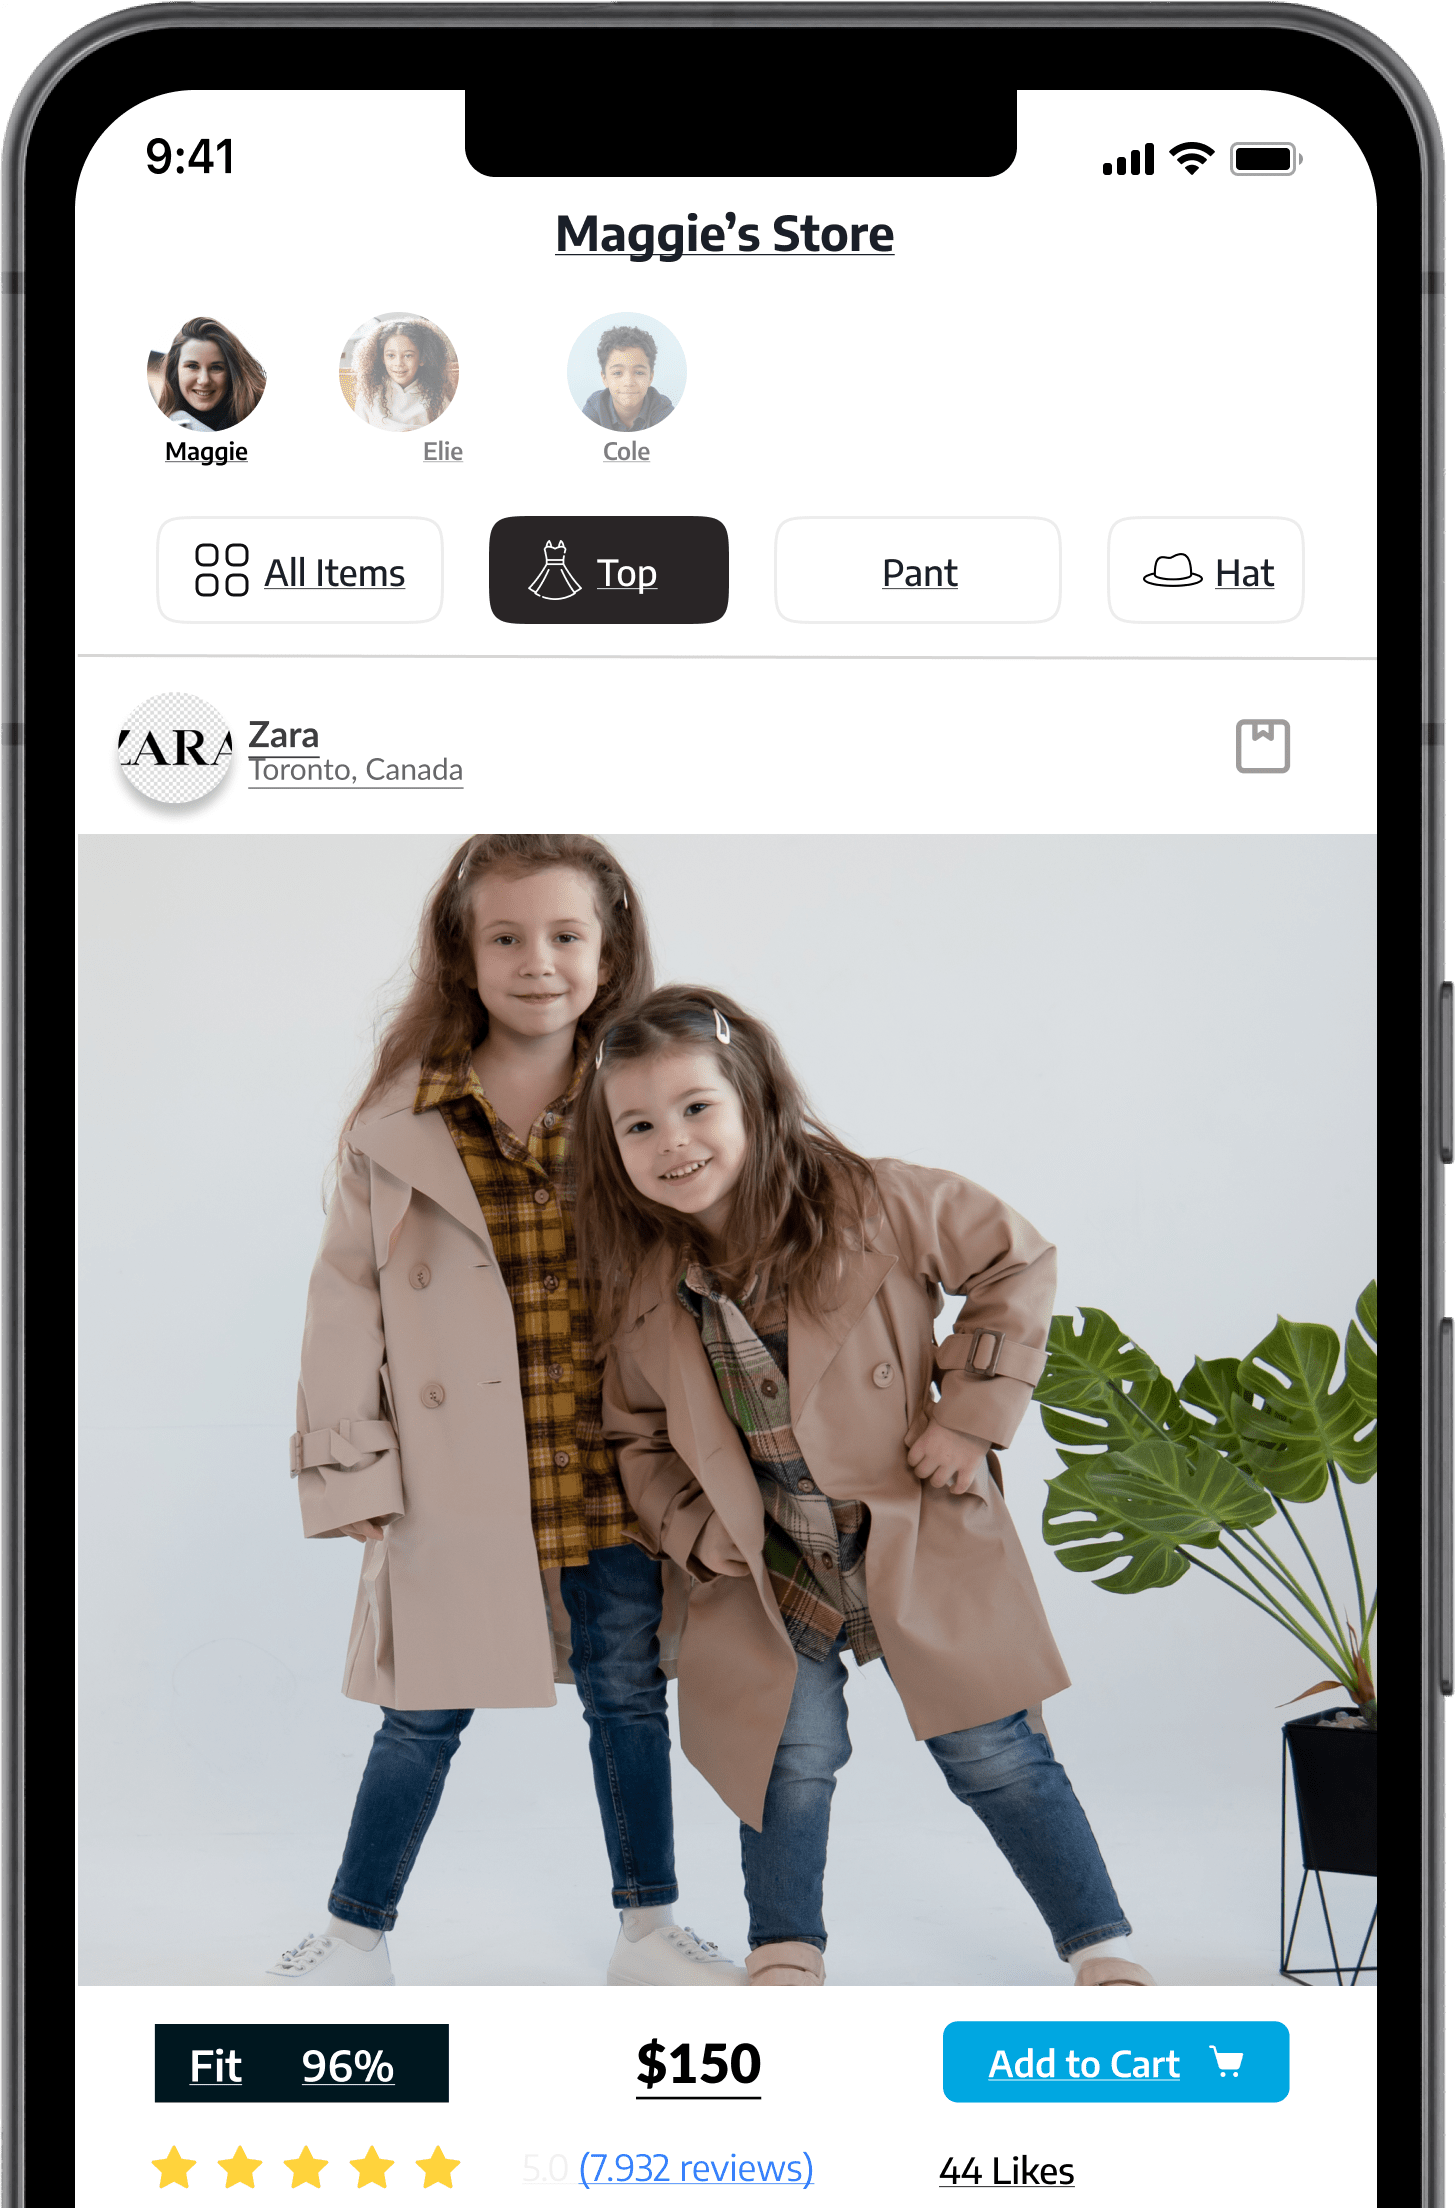 9:41
Maggie’s Store
Maggie Elie Cole
All Items Top Pant Hat
ZARA
Zara
Toronto, Canada
Fit 96% $150 Add to Cart
5.0 (7.932 reviews) 44 Likes